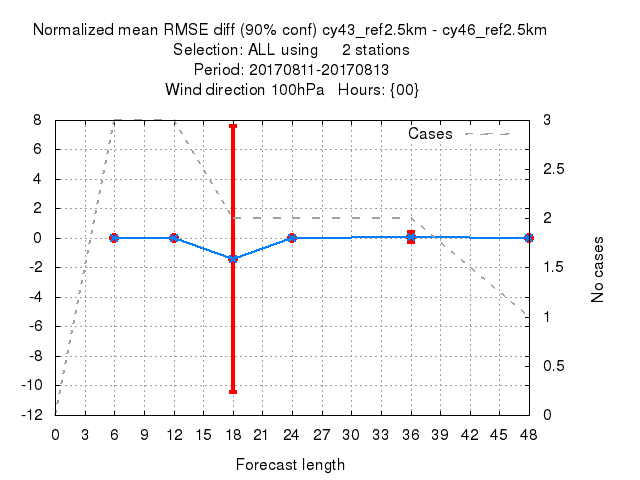 Normalized mean RMSE diff (90% conf) cy43_ref2.5km - cy46_ref2.5km
Selection: ALL using     2 stations
Period: 20170811-20170813
Wind direction 100hPa   Hours: {00}
Cases
8
6
4
2
0
-2
-4
-6
-8
-10
-12
3
2.5
2
1.5
1
0.5
0
No cases
0 3 6 9 12 15 18 21 24 27 30 33 36 39 42 45 48
Forecast length